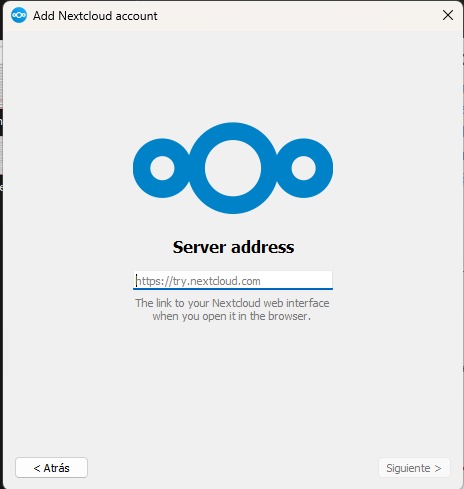 Add Nextcloud account
Server address
https://try.nextcloud.com
The link to your Nextcloud web interface
when you open it in the browser.
< Atrás
Siguiente >